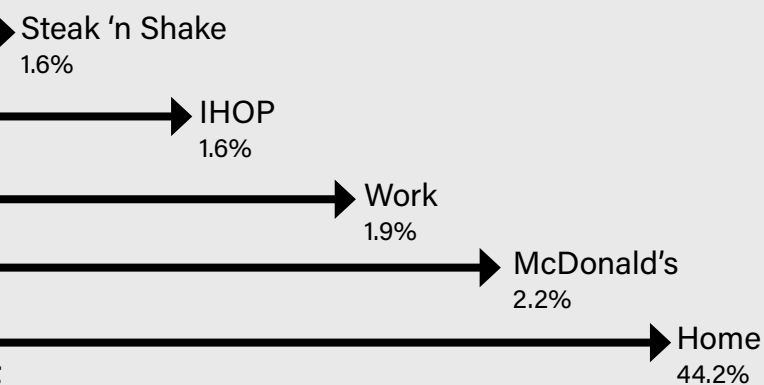 Steak ‘n Shake
1.6%
IHOP
1.6%
Work
1.9%
McDonald’s
2.2%
Home
44.2%